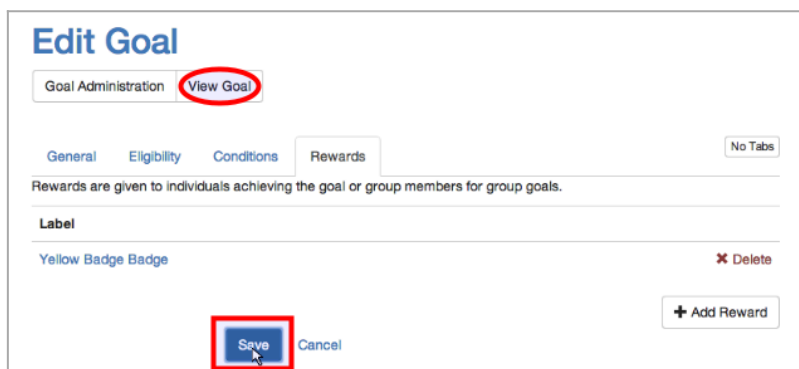 Edit Goal
Goal Administration View Goal
General Eligibility Conditions Rewards No Tabs
Rewards are given to individuals achieving the goal or group members for group goals.
Label
Yellow Badge Badge ✖ Delete
+ Add Reward
Save Cancel